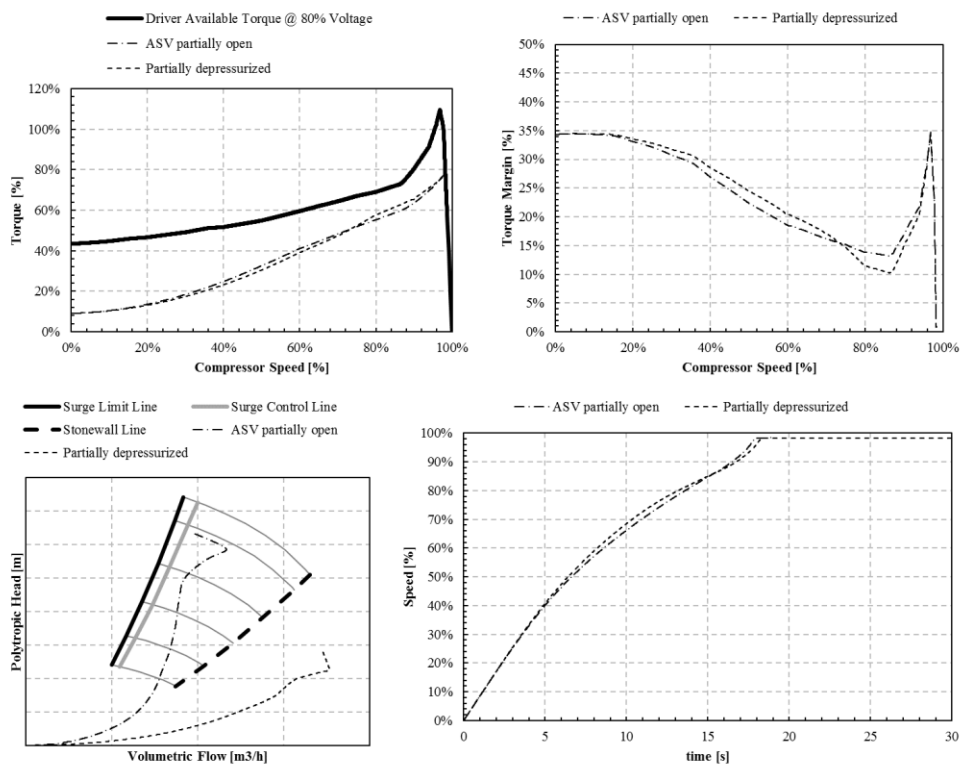 Driver Available Torque @ 80% Voltage
ASV partially open
Partially depressurized
120%
100%
80%
60%
40%
20%
0%
Torque [%]
0% 20% 40% 60% 80% 100%
Compressor Speed [%]
ASV partially open Partially depressurized
50%
45%
40%
35%
30%
25%
20%
15%
10%
5%
0%
Torque Margin [%]
0% 20% 40% 60% 80% 100%
Compressor Speed [%]
Surge Limit Line Surge Control Line
Stonewall Line ASV partially open
Partially depressurized
Polytropic Head [m]
Volumetric Flow [m3/h]
ASV partially open Partially depressurized
100%
90%
80%
70%
60%
50%
40%
30%
20%
10%
0%
Speed [%]
0 5 10 15 20 25 30
time [s]